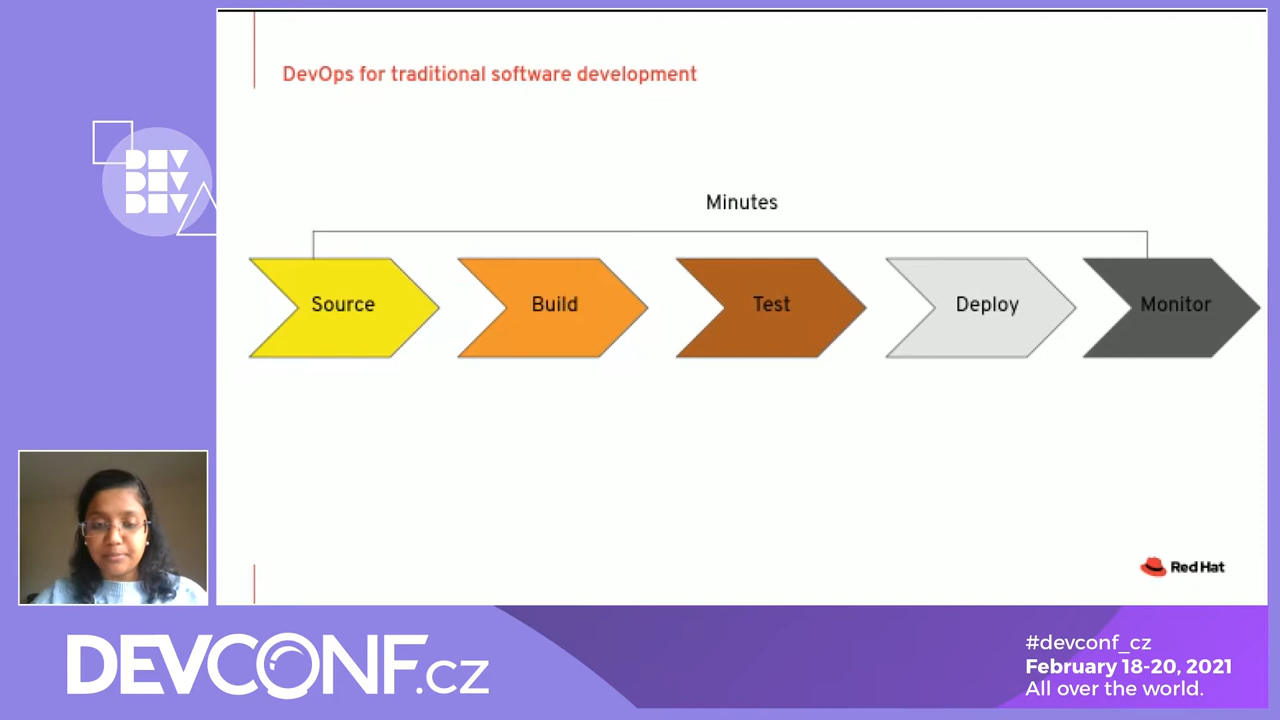 DevOps for traditional software development
DEV
DEV
DEV
Minutes
Source
Build
Test
Deploy
Monitor
Red Hat
DEVCONF.cz
#devconf_cz
February 18-20, 2021
All over the world.